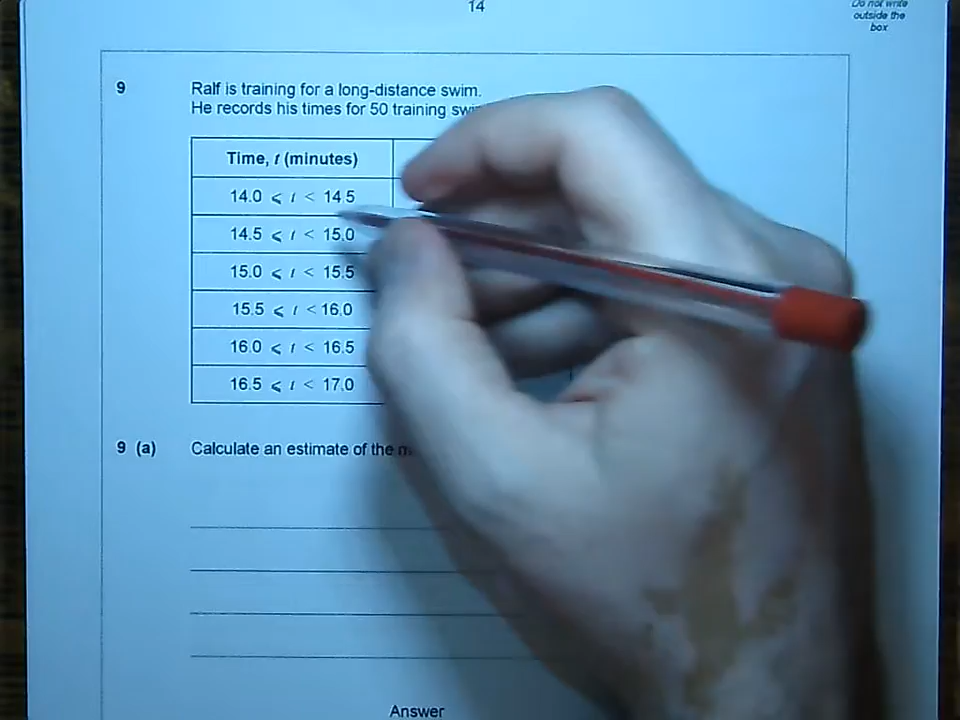 14
Do not write
outside the
box
9 Ralf is training for a long-distance swim.
He records his times for 50 training
Time, t (minutes)
14.0 ⩽ t < 14.5
14.5 ⩽ t < 15.0
15.0 ⩽ t < 15.5
15.5 ⩽ t < 16.0
16.0 ⩽ t < 16.5
16.5 ⩽ t < 17.0
9 (a) Calculate an estimate of the
Answer